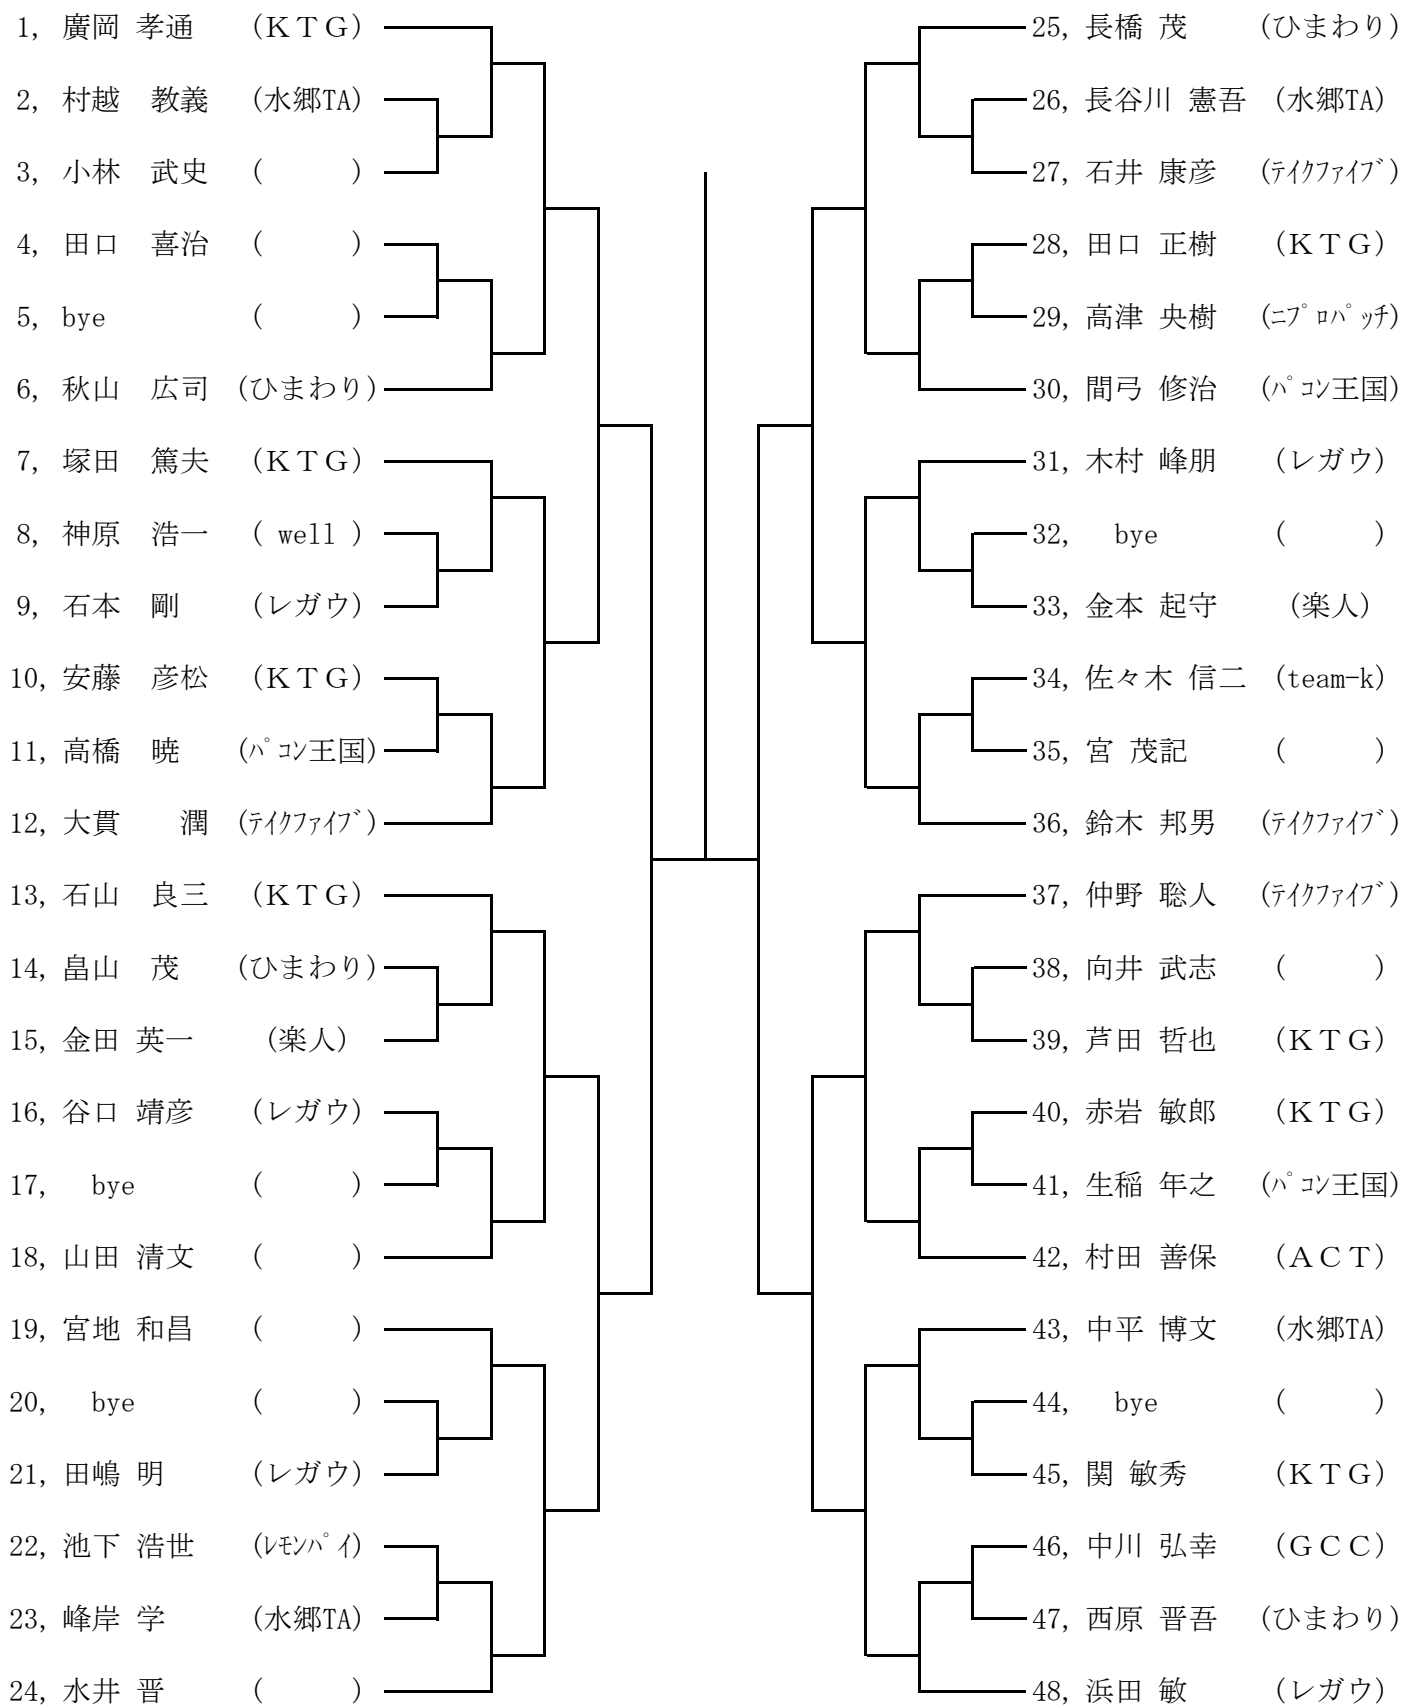 1, 廣岡 孝通 (ＫＴＧ)
2, 村越 教義 (水郷TA)
3, 小林 武史 ( )
4, 田口 喜治 ( )
5, bye ( )
6, 秋山 広司 (ひまわり)
7, 塚田 篤夫 (ＫＴＧ)
8, 神原 浩一 ( well )
9, 石本 剛 (レガウ)
10, 安藤 彦松 (ＫＴＧ)
11, 高橋 暁 (ﾊﾟｺﾝ王国)
12, 大貫 潤 (ﾃｲｸﾌｧｲﾌﾞ)
13, 石山 良三 (ＫＴＧ)
14, 畠山 茂 (ひまわり)
15, 金田 英一 (楽人)
16, 谷口 靖彦 (レガウ)
17, bye ( )
18, 山田 清文 ( )
19, 宮地 和昌 ( )
20, bye ( )
21, 田嶋 明 (レガウ)
22, 池下 浩世 (ﾚﾓﾝﾊﾟｲ)
23, 峰岸 学 (水郷TA)
24, 水井 晋 ( )
25, 長橋 茂 (ひまわり)
26, 長谷川 憲吾 (水郷TA)
27, 石井 康彦 (ﾃｲｸﾌｧｲﾌﾞ)
28, 田口 正樹 (ＫＴＧ)
29, 高津 央樹 (ﾆﾌﾟﾛﾊﾟｯﾁ)
30, 間弓 修治 (ﾊﾟｺﾝ王国)
31, 木村 峰朋 (レガウ)
32, bye ( )
33, 金本 起守 (楽人)
34, 佐々木 信二 (team-k)
35, 宮 茂記 ( )
36, 鈴木 邦男 (ﾃｲｸﾌｧｲﾌﾞ)
37, 仲野 聡人 (ﾃｲｸﾌｧｲﾌﾞ)
38, 向井 武志 ( )
39, 芦田 哲也 (ＫＴＧ)
40, 赤岩 敏郎 (ＫＴＧ)
41, 生稲 年之 (ﾊﾟｺﾝ王国)
42, 村田 善保 (ＡＣＴ)
43, 中平 博文 (水郷TA)
44, bye ( )
45, 関 敏秀 (ＫＴＧ)
46, 中川 弘幸 (ＧＣＣ)
47, 西原 晋吾 (ひまわり)
48, 浜田 敏 (レガウ)